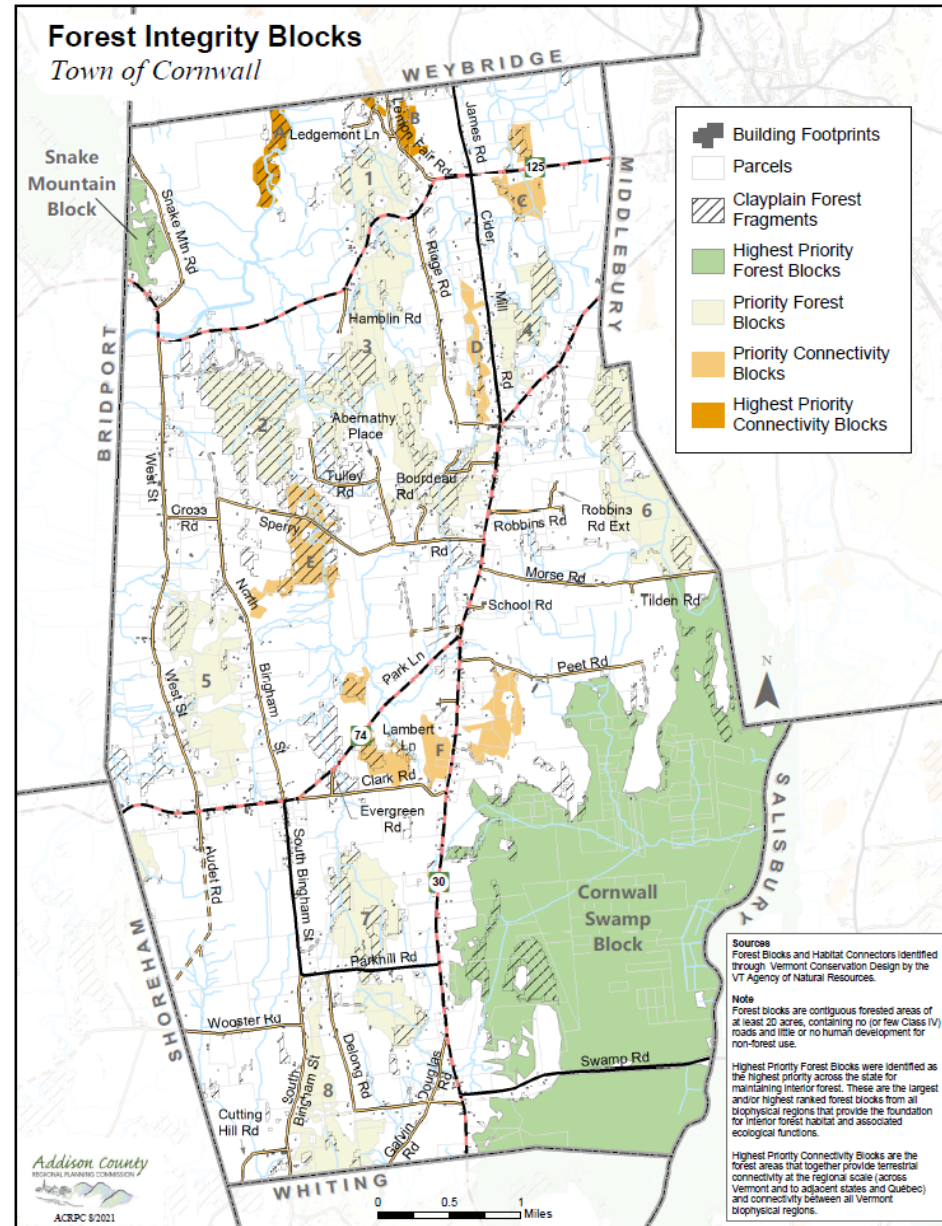 Forest Integrity Blocks
Town of Cornwall
WEYBRIDGE
Snake
Mountain
Block
A
Ledgemont Ln
Lemon Fair Rd
B
James Rd
125
C
1
Snake Mtn Rd
Ridge Rd
Cider
Mill
Rd
MIDDLEBURY
Building Footprints
Parcels
Clayplain Forest
Fragments
Highest Priority
Forest Blocks
Priority Forest
Blocks
Priority Connectivity
Blocks
Highest Priority
Connectivity Blocks
BRIDPORT
Hamblin Rd
3
D
4
2
Abernathy
Place
West St
Tulley
Rd
Bourdeau
Rd
Cross
Rd
Sperry
Rd
Robbins Rd
Robbins
Rd Ext
6
E
Morse Rd
Tilden Rd
School Rd
North
Bingham
St
Park Ln
Peet Rd
N
5
West St
74
Lambert
Ln
F
Clark Rd
Evergreen
Rd
SALISBURY
Audet Rd
South Bingham St
30
Cornwall
Swamp
Block
7
Parkhill Rd
SHOREHAM
Wooster Rd
South
Bingham St
Delong Rd
Douglas
Rd
Swamp Rd
8
Cutting
Hill Rd
Galvin
Rd
WHITING
Sources
Forest Blocks and Habitat Connectors identified
through Vermont Conservation Design by the
VT Agency of Natural Resources.
Note
Forest blocks are contiguous forested areas of
at least 20 acres, containing no (or few Class IV)
roads and little or no human development for
non-forest use.
Highest Priority Forest Blocks were identified as
the highest priority across the state for
maintaining interior forest. These are the largest
and/or highest ranked forest blocks from all
biophysical regions that provide the foundation
for interior forest habitat and associated
ecological functions.
Highest Priority Connectivity Blocks are the
forest areas that together provide terrestrial
connectivity at the regional scale (across
Vermont and to adjacent states and Québec)
and connectivity between all Vermont
biophysical regions.
Addison County
REGIONAL PLANNING COMMISSION
ACRPC 8/2021
0 0.5 1
Miles